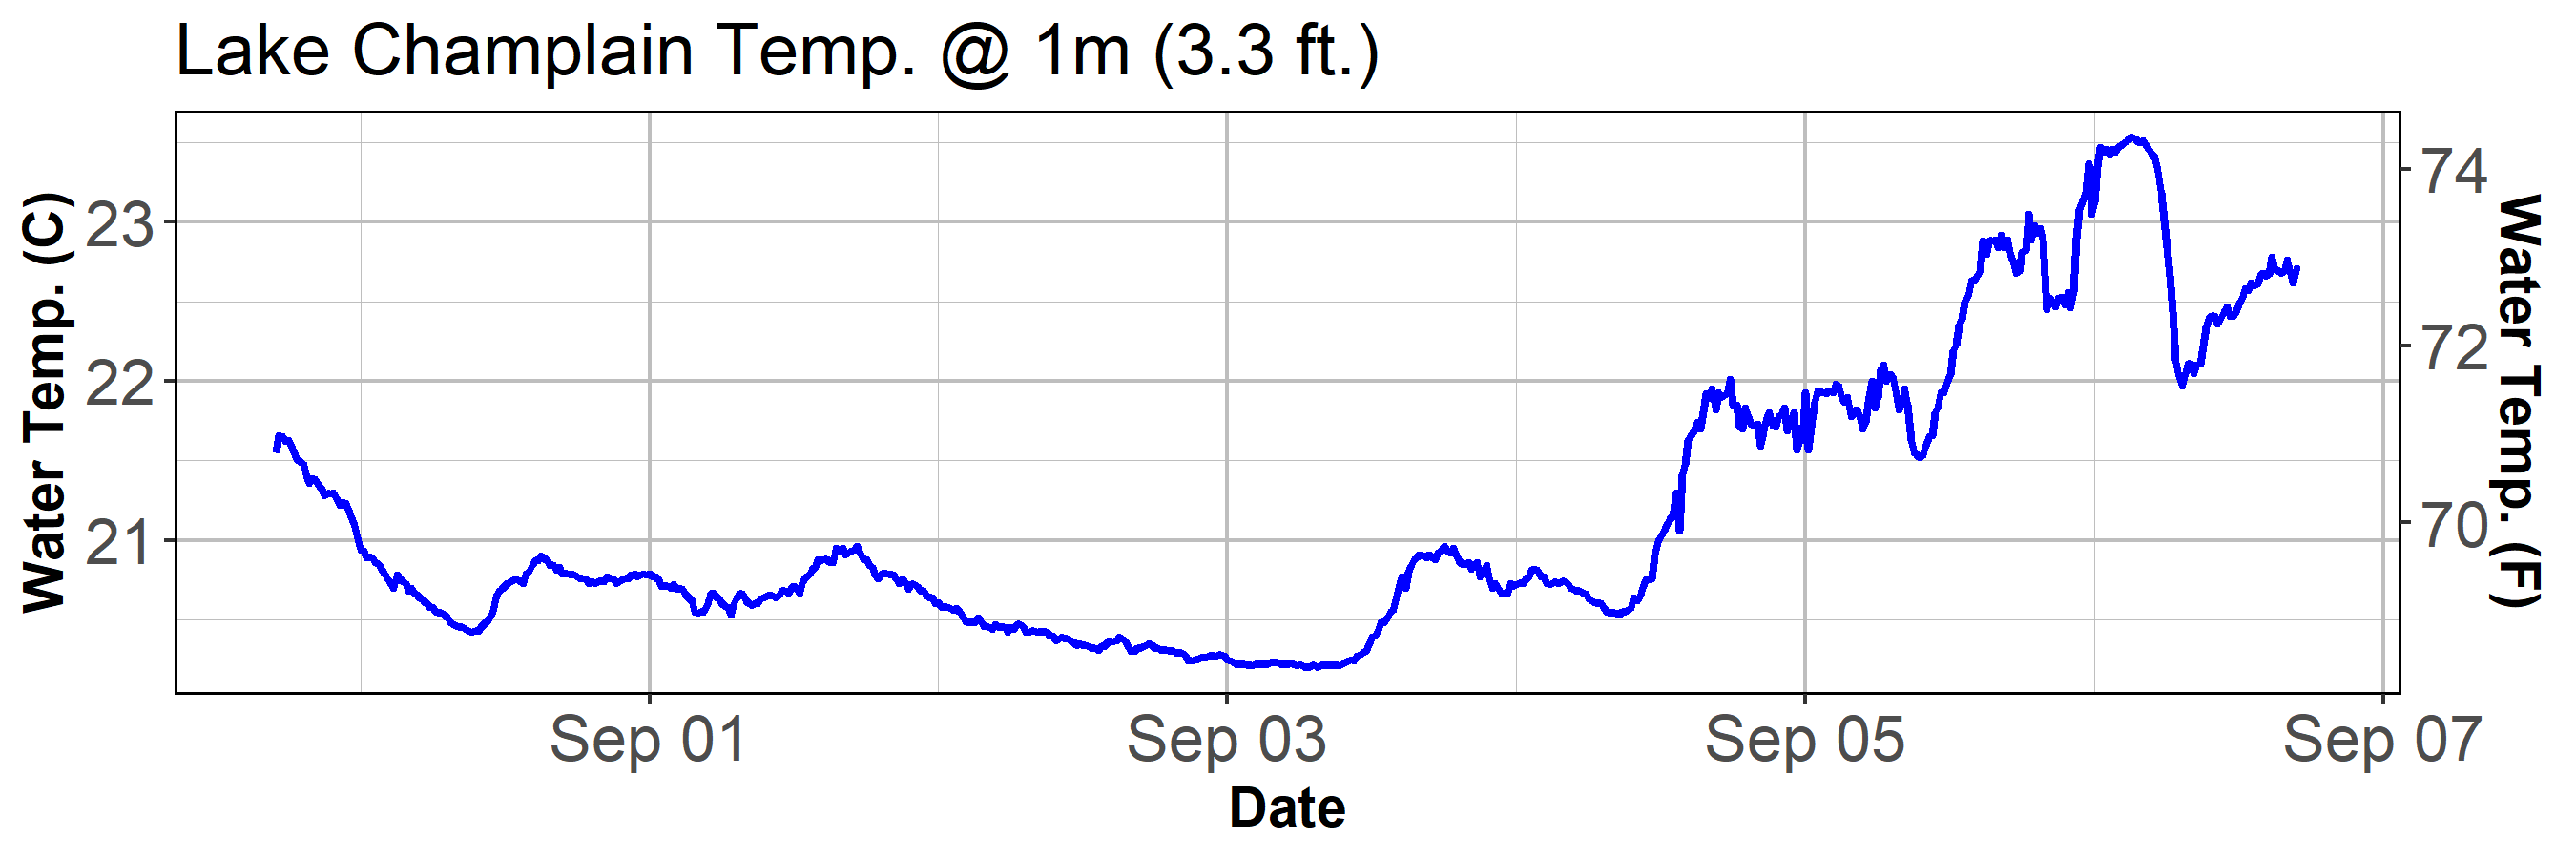 Lake Champlain Temp. @ 1m (3.3 ft.)
Water Temp. (C)
23
22
21
74
72
70
Water Temp. (F)
Sep 01
Sep 03
Sep 05
Sep 07
Date